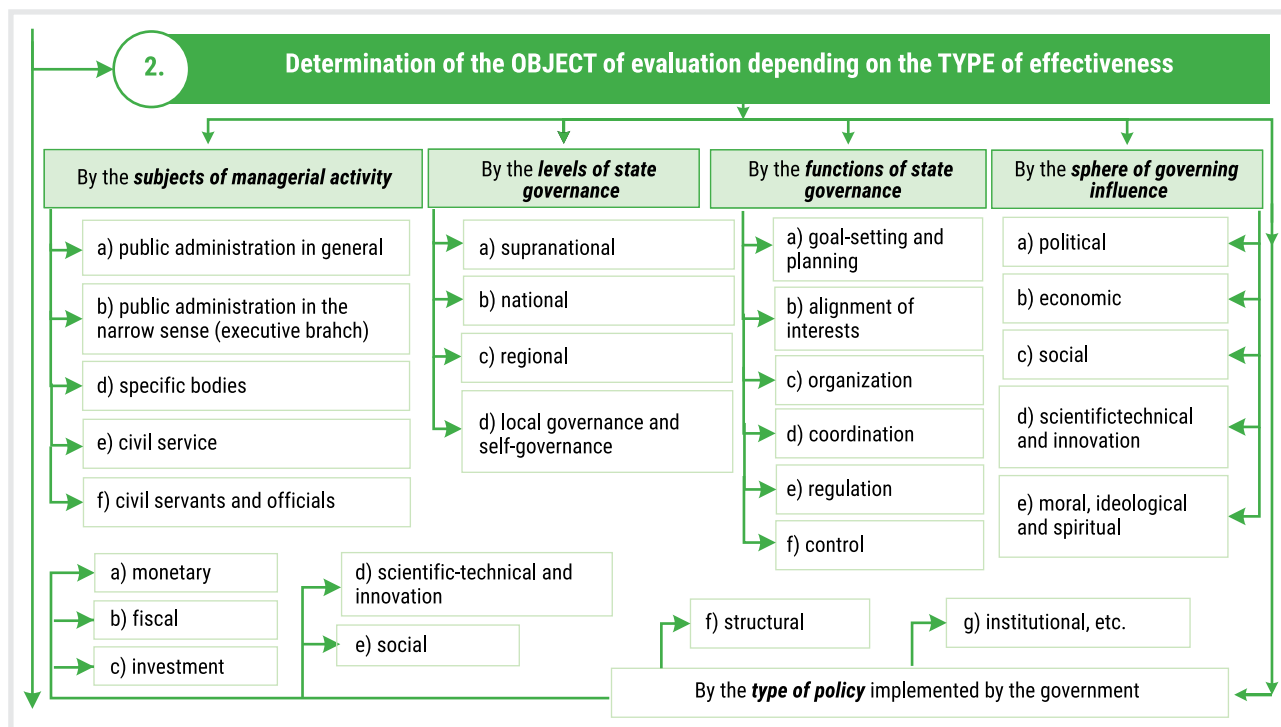 2.
Determination of the OBJECT of evaluation depending on the TYPE of effectiveness
By the subjects of managerial activity
a) public administration in general
b) public administration in the
narrow sense (executive brahch)
d) specific bodies
e) civil service
f) civil servants and officials
By the levels of state
governance
a) supranational
b) national
c) regional
d) local governance and
self-governance
By the functions of state
governance
a) goal-setting and
planning
b) alignment of
interests
c) organization
d) coordination
e) regulation
f) control
By the sphere of governing
influence
a) political
b) economic
c) social
d) scientifictechnical
and innovation
e) moral, ideological
and spiritual
a) monetary
b) fiscal
c) investment
d) scientific-technical and
innovation
e) social
f) structural
g) institutional, etc.
By the type of policy implemented by the government